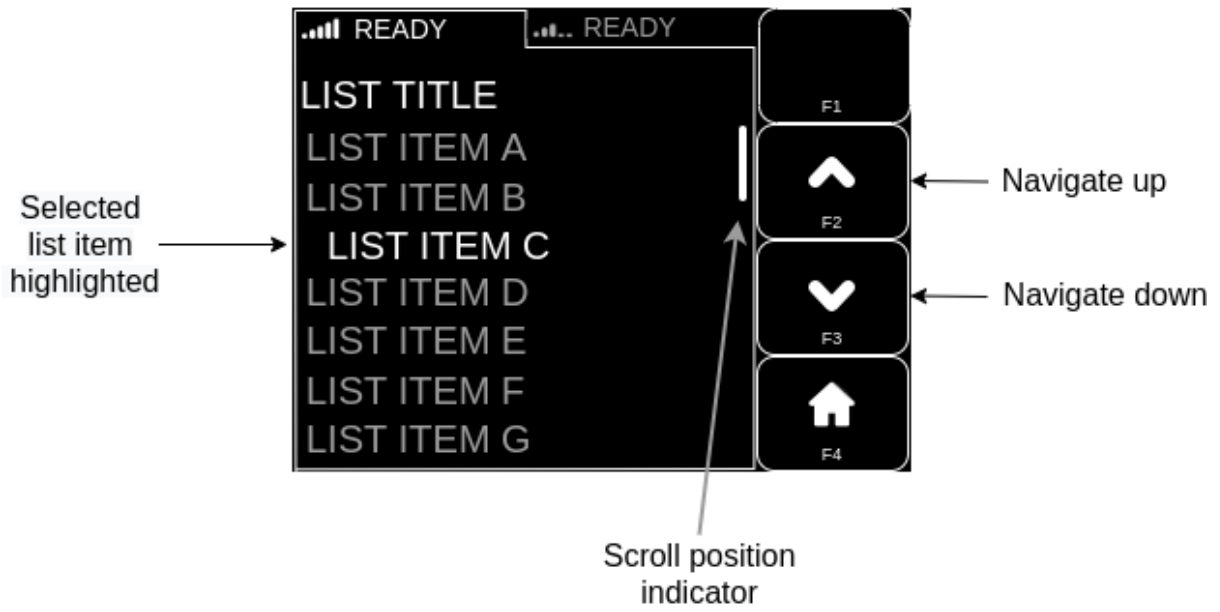 READY
READY
LIST TITLE
LIST ITEM A
LIST ITEM B
LIST ITEM C
LIST ITEM D
LIST ITEM E
LIST ITEM F
LIST ITEM G
F1
F2
F3
F4
Selected
list item
highlighted
Navigate up
Navigate down
Scroll position
indicator